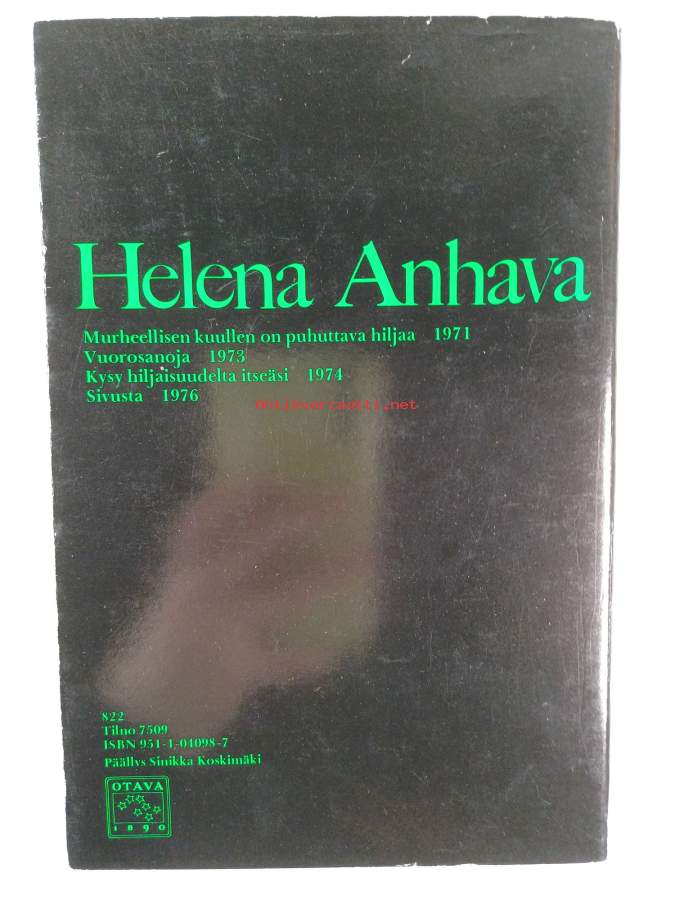 Helena Anhava
Murheellisen kuullen on puhuttava hiljaa 1971
Vuorosanoja 1973
Kysy hiljaisuudelta itseäsi 1974
Sivusta 1976
Antikvariaatti.net
822
Tilno 7509
ISBN 951-1-04098-7
Päällys Sinikka Koskimäki
OTAVA
1890